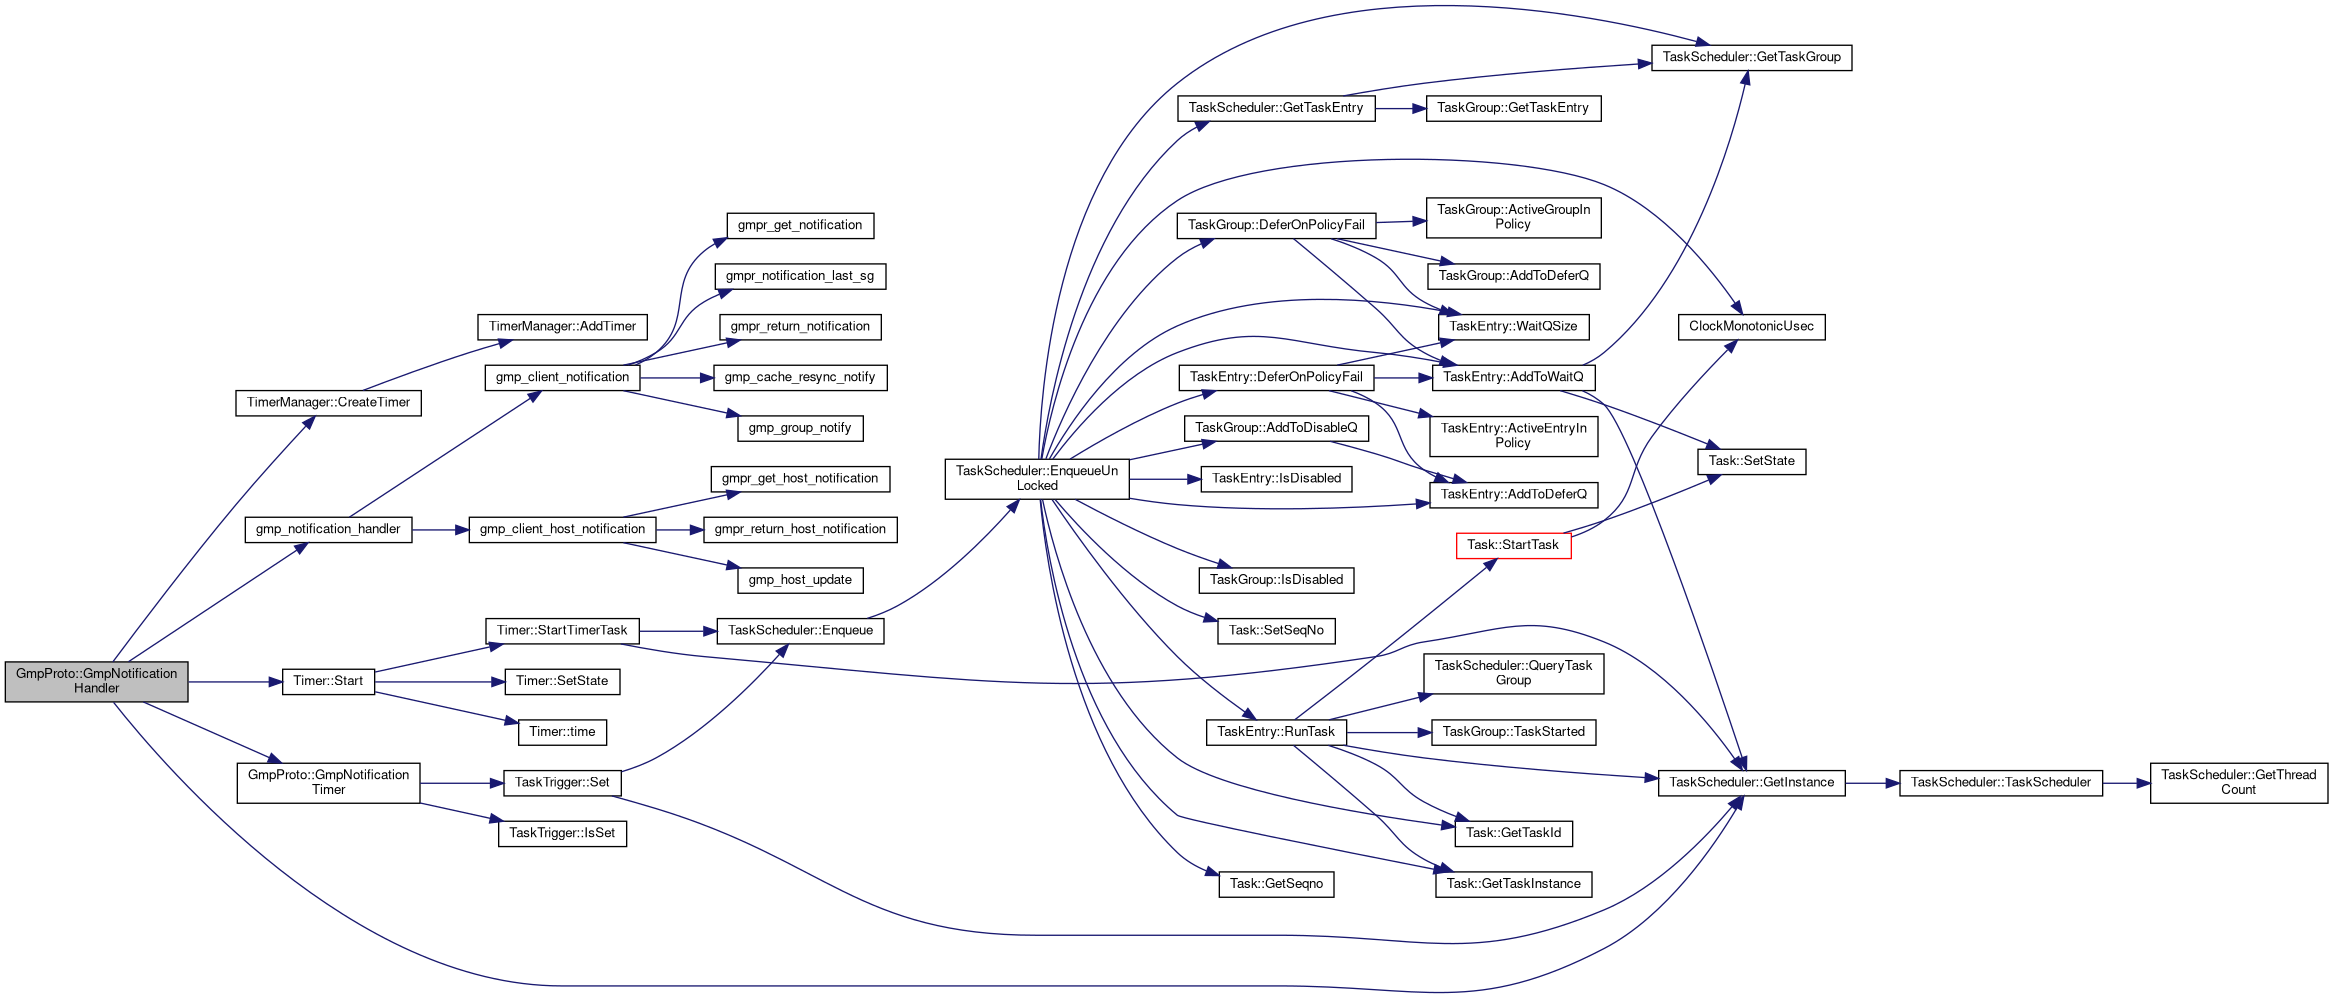 GmpProto::GmpNotification
Handler
TimerManager::CreateTimer
gmp_notification_handler
Timer::Start
GmpProto::GmpNotification
Timer
TimerManager::AddTimer
gmp_client_notification
gmp_client_host_notification
Timer::StartTimerTask
Timer::SetState
Timer::time
TaskTrigger::Set
TaskTrigger::IsSet
gmpr_get_notification
gmpr_notification_last_sg
gmpr_return_notification
gmp_cache_resync_notify
gmp_group_notify
gmpr_get_host_notification
gmpr_return_host_notification
gmp_host_update
TaskScheduler::Enqueue
TaskScheduler::EnqueueUn
Locked
TaskScheduler::GetTaskEntry
TaskGroup::DeferOnPolicyFail
TaskEntry::DeferOnPolicyFail
TaskGroup::AddToDisableQ
TaskEntry::IsDisabled
TaskGroup::IsDisabled
Task::SetSeqNo
TaskEntry::RunTask
Task::GetSeqno
TaskGroup::GetTaskEntry
TaskGroup::ActiveGroupIn
Policy
TaskGroup::AddToDeferQ
TaskEntry::WaitQSize
TaskEntry::AddToWaitQ
TaskEntry::ActiveEntryIn
Policy
TaskEntry::AddToDeferQ
Task::StartTask
TaskScheduler::QueryTask
Group
TaskGroup::TaskStarted
Task::GetTaskId
Task::GetTaskInstance
TaskScheduler::GetTaskGroup
ClockMonotonicUsec
Task::SetState
TaskScheduler::GetInstance
TaskScheduler::TaskScheduler
TaskScheduler::GetThread
Count